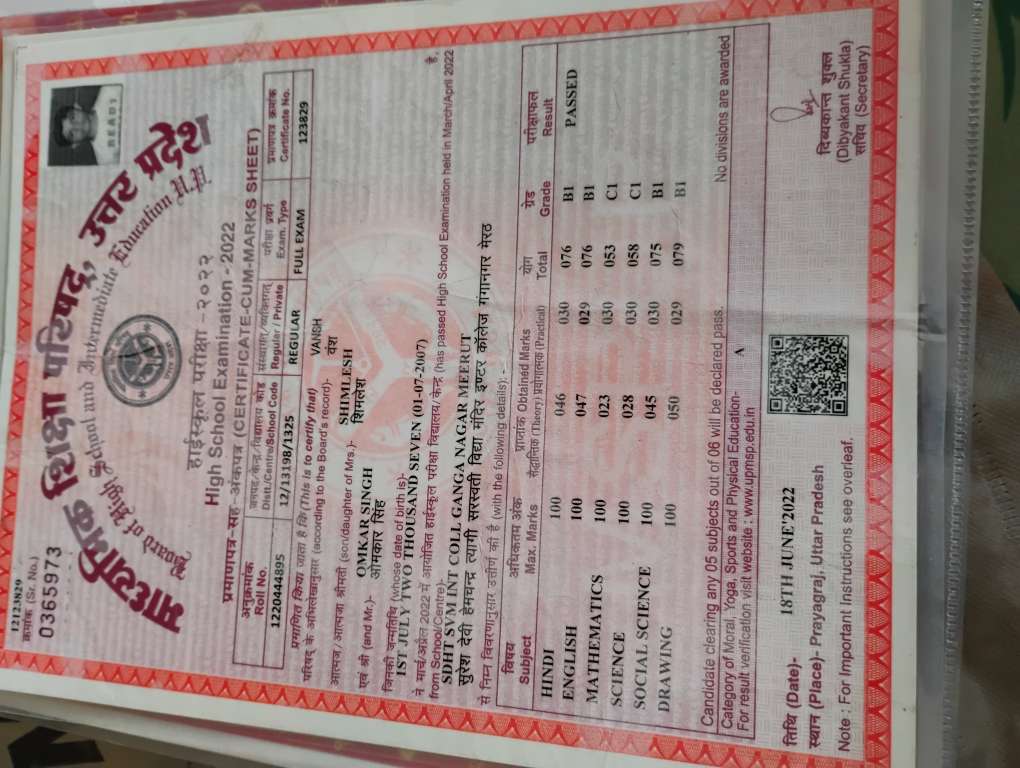 12123829
क्रमांक (Sr. No.)
0365973
माध्यमिक शिक्षा परिषद्, उत्तर प्रदेश
Board of High School and Intermediate Education U.P.
हाईस्कूल परीक्षा - २०२२
High School Examination - 2022
प्रमाणपत्र-सह-अंकपत्र (CERTIFICATE-CUM-MARKS SHEET)
अनुक्रमांक जनपद/केन्द्र/विद्यालय कोड संस्थागत/व्यक्तिगत परीक्षा प्रवर्ग प्रमाणपत्र क्रमांक
Roll No. Distt/Centre/School Code Regular / Private Exam. Type Certificate No.
1220444895 12/13198/1325 REGULAR FULL EXAM 123829
प्रमाणित किया जाता है कि (This is to certify that) VANSH
परिषद् के अभिलेखानुसार (according to the Board's record)- वंश
आत्मज/आत्मजा श्रीमती (son/daughter of Mrs.)- SHIMLESH
शिमलेश
एवं श्री (and Mr.)- OMKAR SINGH
ओमकार सिंह
जिनकी जन्मतिथि (whose date of birth is)-
1ST JULY TWO THOUSAND SEVEN (01-07-2007) है,
ने मार्च/अप्रैल 2022 में आयोजित हाईस्कूल परीक्षा विद्यालय/केन्द्र (has passed High School Examination held in March/April 2022
from School/Centre)-
SDHT SVM INT COLL GANGA NAGAR MEERUT
सुरेश देवी हेमचन्द्र त्यागी सरस्वती विद्या मंदिर इण्टर कॉलेज गंगानगर मेरठ
से निम्न विवरणानुसार उत्तीर्ण की है (with the following details):-
विषय अधिकतम अंक प्राप्तांक Obtained Marks योग ग्रेड परीक्षाफल
Subject Max. Marks सैद्धान्तिक (Theory) प्रयोगात्मक (Practical) Total Grade Result
HINDI 100 046 030 076 B1 PASSED
ENGLISH 100 047 029 076 B1
MATHEMATICS 100 023 030 053 C1
SCIENCE 100 028 030 058 C1
SOCIAL SCIENCE 100 045 030 075 B1
DRAWING 100 050 029 079 B1
Candidate clearing any 05 subjects out of 06 will be declared pass. No divisions are awarded
Category of Moral, Yoga, Sports and Physical Education- A
For result verification visit website : www.upmsp.edu.in
तिथि (Date)- 18TH JUNE'2022
स्थान (Place)- Prayagraj, Uttar Pradesh
Note : For Important Instructions see overleaf.
दिब्यकान्त शुक्ल
(Dibyakant Shukla)
सचिव (Secretary)